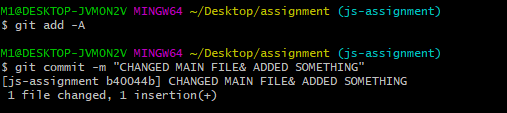 M1@DESKTOP-JVMON2V MINGW64 ~/Desktop/assignment (js-assignment)
$ git add -A
M1@DESKTOP-JVMON2V MINGW64 ~/Desktop/assignment (js-assignment)
$ git commit -m "CHANGED MAIN FILE& ADDED SOMETHING"
[js-assignment b40044b] CHANGED MAIN FILE& ADDED SOMETHING
1 file changed, 1 insertion(+)